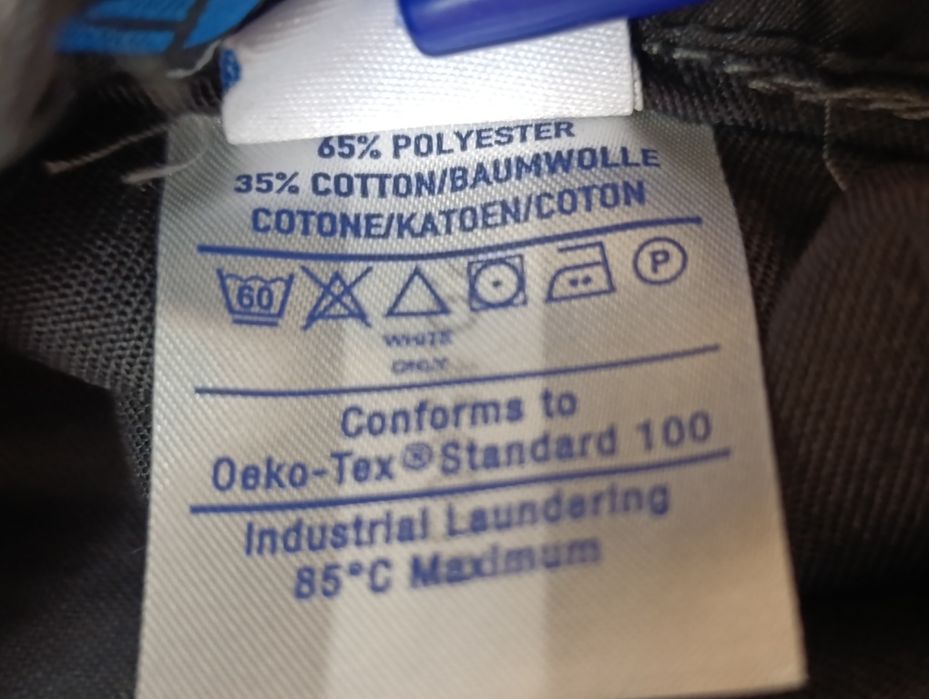 65% POLYESTER
35% COTTON/BAUMWOLLE
COTONE/KATOEN/COTON
60 P
WHITE
ONLY
Conforms to
Oeko-Tex®Standard 100
Industrial Laundering
85°C Maximum